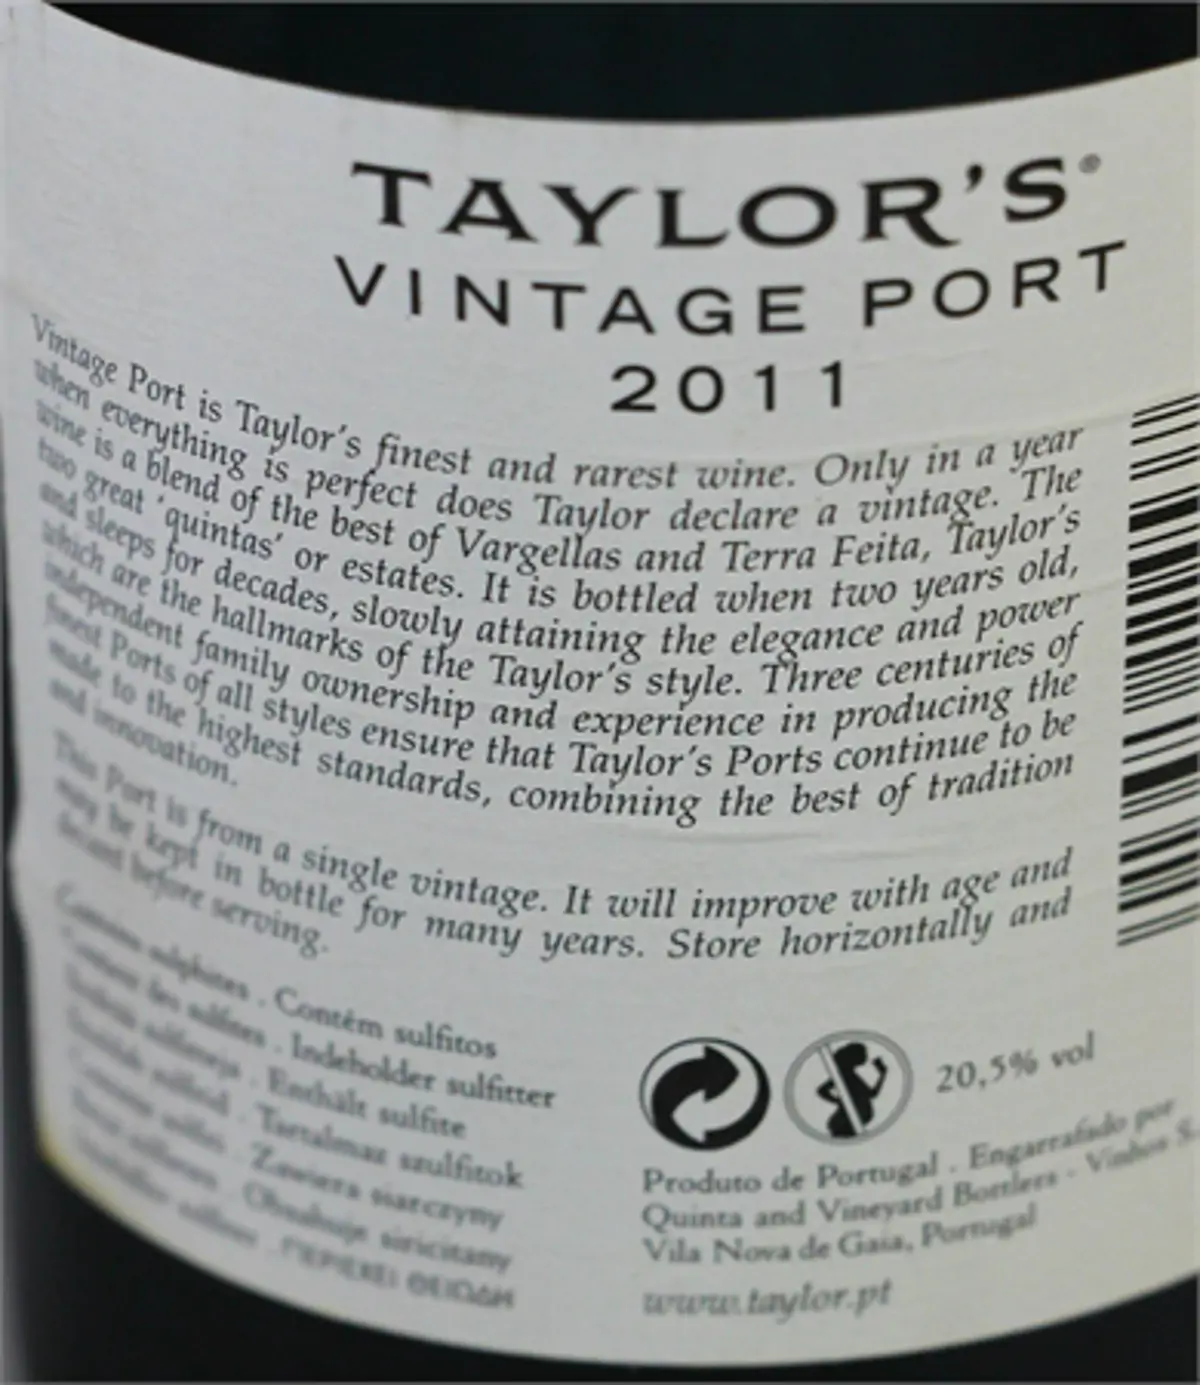 TAYLOR'S®
VINTAGE PORT
2011
Vintage Port is Taylor's finest and rarest wine. Only in a year
when everything is perfect does Taylor declare a vintage. The
wine is a blend of the best of Vargellas and Terra Feita, Taylor's
two great 'quintas' or estates. It is bottled when two years old,
and sleeps for decades, slowly attaining the elegance and power
which are the hallmarks of the Taylor's style. Three centuries of
independent family ownership and experience in producing the
finest Ports of all styles ensure that Taylor's Ports continue to be
made to the highest standards, combining the best of tradition
and innovation.
This Port is from a single vintage. It will improve with age and
may be kept in bottle for many years. Store horizontally and
decant before serving.
Contains sulphites . Contém sulfitos
Contient des sulfites . Indeholder sulfitter
. Enthält sulfite
. Tartalmaz szulfitok
. Zawiera siarczyny
. Obsahuje siricitany
. ΠΕΡΙΕΧΕΙ ΘΕΙΩΔΗ
20,5% vol
Produto de Portugal . Engarrafado por
Quinta and Vineyard Bottlers - Vinhos S.
Vila Nova de Gaia, Portugal
www.taylor.pt